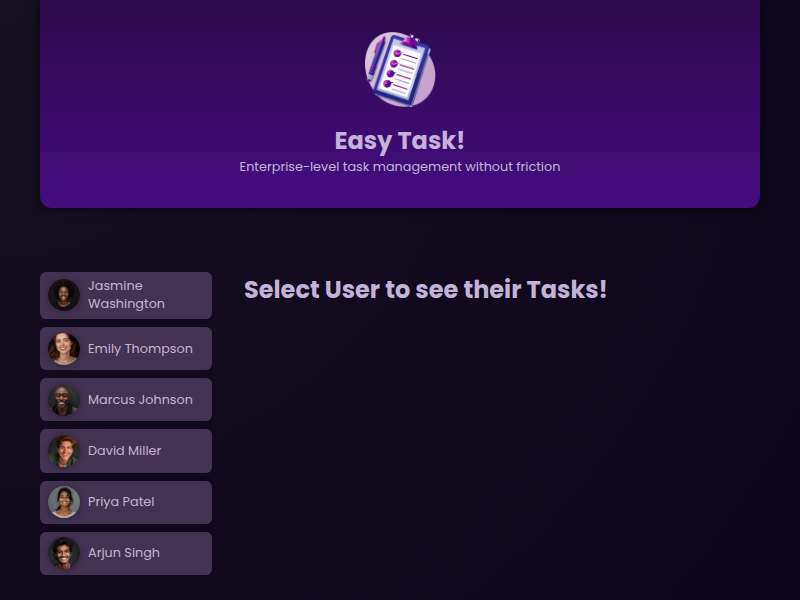 Easy Task!
Enterprise-level task management without friction
Jasmine
Washington
Select User to see their Tasks!
Emily Thompson
Marcus Johnson
David Miller
Priya Patel
Arjun Singh